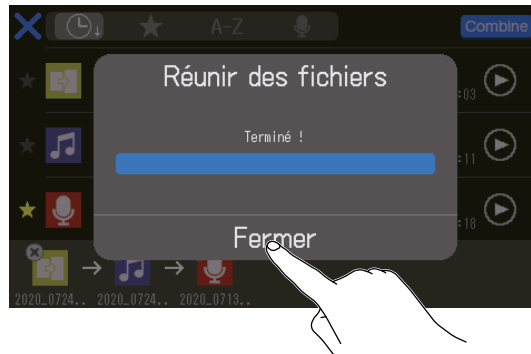 A-Z
Combine
Réunir des fichiers
:03
Terminé !
:11
:18
Fermer
2020_0724.. 2020_0724.. 2020_0713..